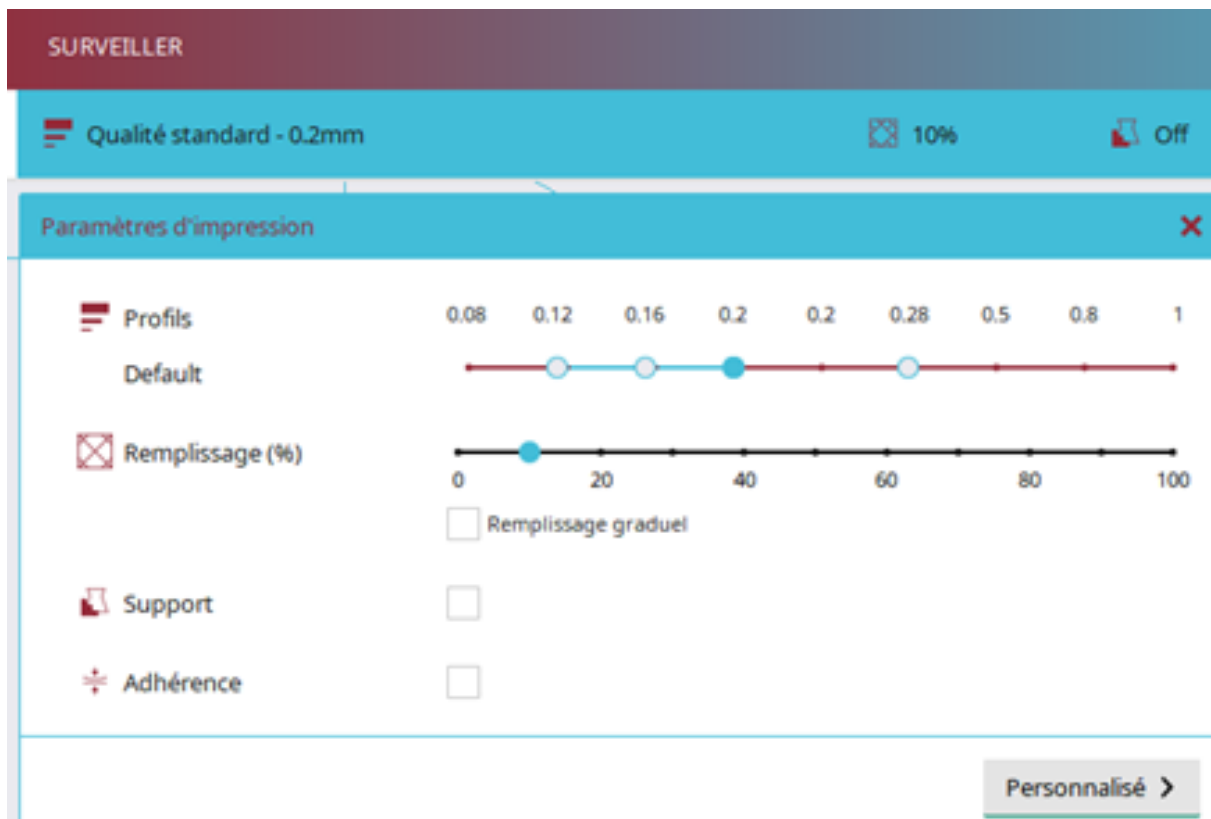 SURVEILLER
Qualité standard - 0.2mm 10% Off
Paramètres d'impression
Profils 0.08 0.12 0.16 0.2 0.2 0.28 0.5 0.8 1
Default
Remplissage (%)
0 20 40 60 80 100
Remplissage graduel
Support
Adhérence
Personnalisé